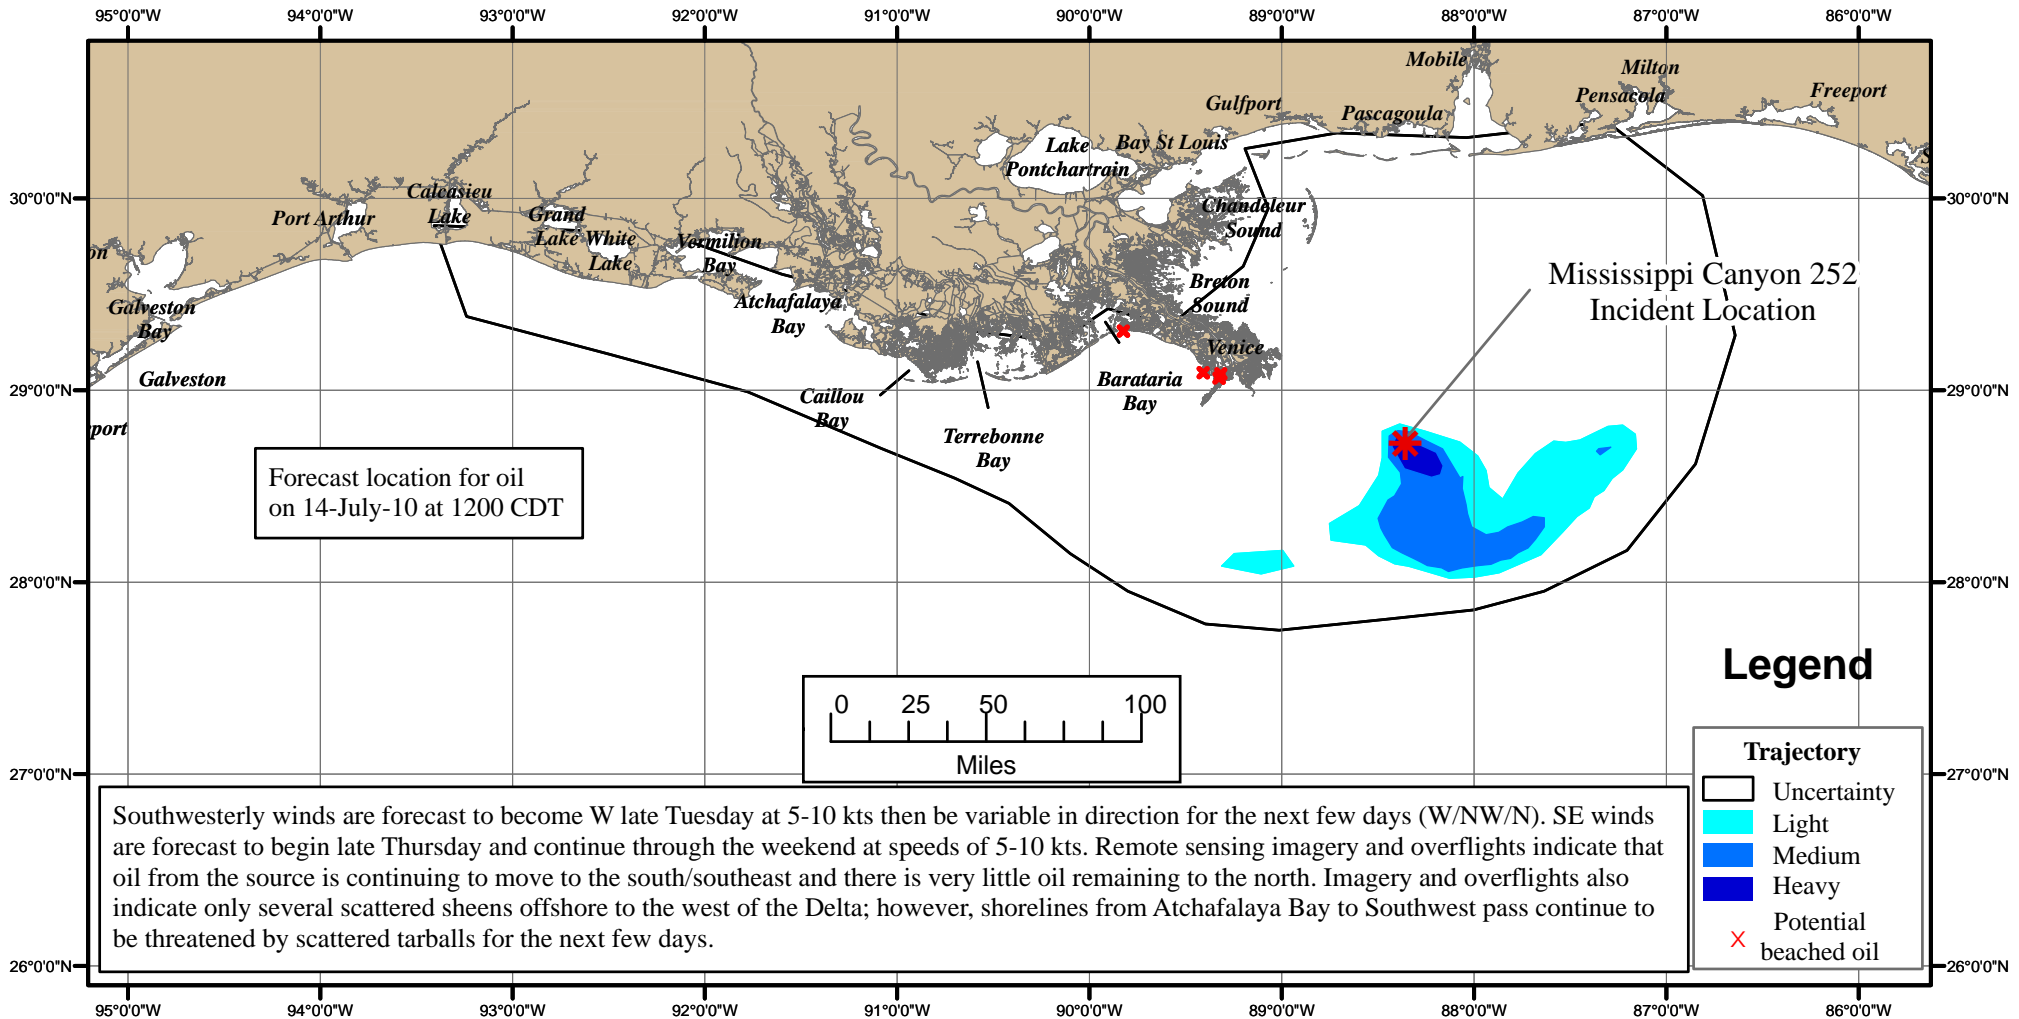 95°0'0"W 94°0'0"W 93°0'0"W 92°0'0"W 91°0'0"W 90°0'0"W 89°0'0"W 88°0'0"W 87°0'0"W 86°0'0"W
Mobile
Milton
Pensacola
Freeport
Gulfport
Pascagoula
Lake
Pontchartrain
Bay St Louis
30°0'0"N
30°0'0"N
Port Arthur
Calcasieu
Lake
Grand
Lake
White
Lake
Vermilion
Bay
Chandeleur
Sound
on
Galveston
Bay
Atchafalaya
Bay
Breton
Sound
Venice
Mississippi Canyon 252
Incident Location
29°0'0"N
29°0'0"N
Galveston
Caillou
Bay
Terrebonne
Bay
Barataria
Bay
port
Forecast location for oil
on 14-July-10 at 1200 CDT
28°0'0"N
28°0'0"N
0 25 50 100
Miles
27°0'0"N
27°0'0"N
Legend
Trajectory
Uncertainty
Light
Medium
Heavy
Potential
beached oil
Southwesterly winds are forecast to become W late Tuesday at 5-10 kts then be variable in direction for the next few days (W/NW/N). SE winds
are forecast to begin late Thursday and continue through the weekend at speeds of 5-10 kts. Remote sensing imagery and overflights indicate that
oil from the source is continuing to move to the south/southeast and there is very little oil remaining to the north. Imagery and overflights also
indicate only several scattered sheens offshore to the west of the Delta; however, shorelines from Atchafalaya Bay to Southwest pass continue to
be threatened by scattered tarballs for the next few days.
26°0'0"N
26°0'0"N
95°0'0"W 94°0'0"W 93°0'0"W 92°0'0"W 91°0'0"W 90°0'0"W 89°0'0"W 88°0'0"W 87°0'0"W 86°0'0"W